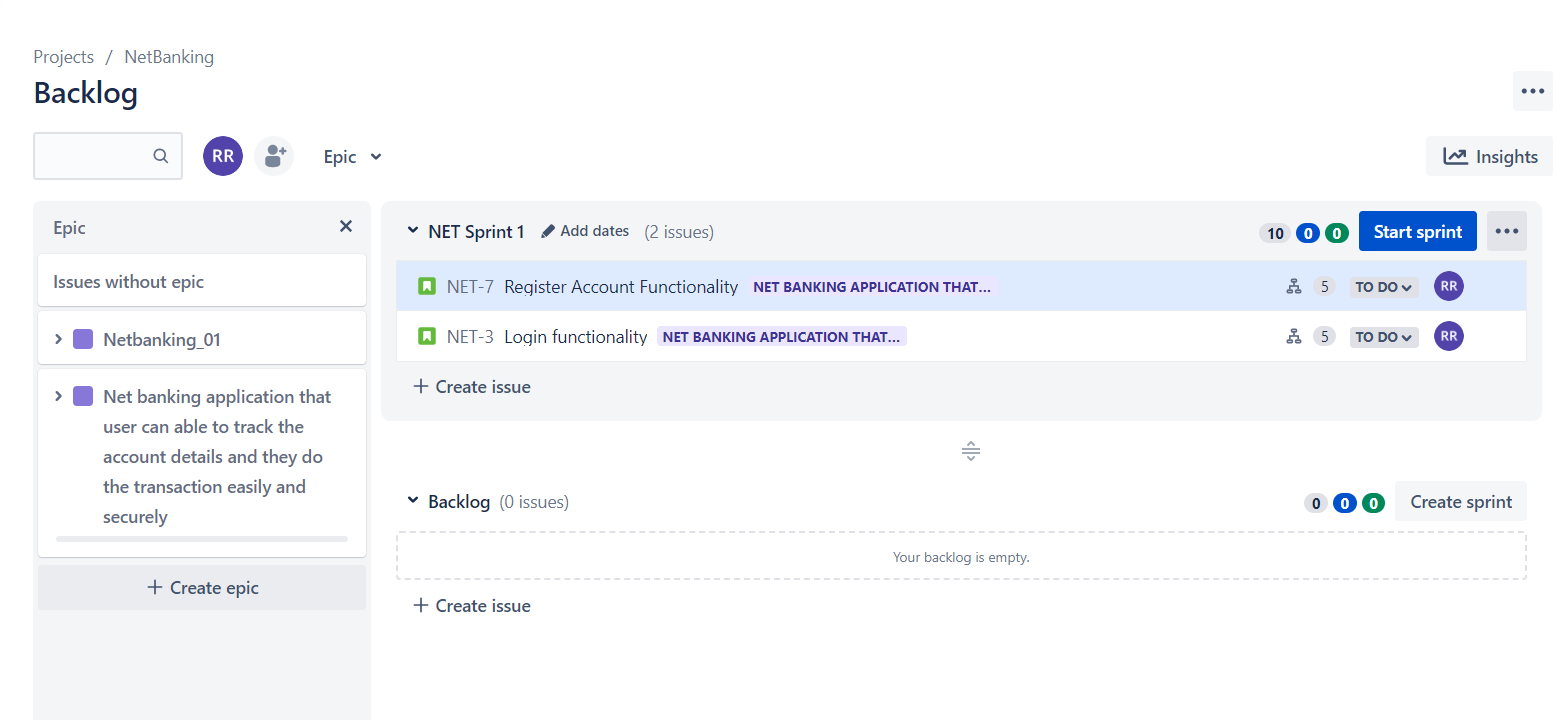 Projects / NetBanking
Backlog
RR
Epic
Insights
Epic
Issues without epic
Netbanking_01
Net banking application that
user can able to track the
account details and they do
the transaction easily and
securely
+ Create epic
NET Sprint 1 Add dates (2 issues) 10 0 0 Start sprint
NET-7 Register Account Functionality NET BANKING APPLICATION THAT... 5 TO DO RR
NET-3 Login functionality NET BANKING APPLICATION THAT... 5 TO DO RR
+ Create issue
Backlog (0 issues) 0 0 0 Create sprint
Your backlog is empty.
+ Create issue